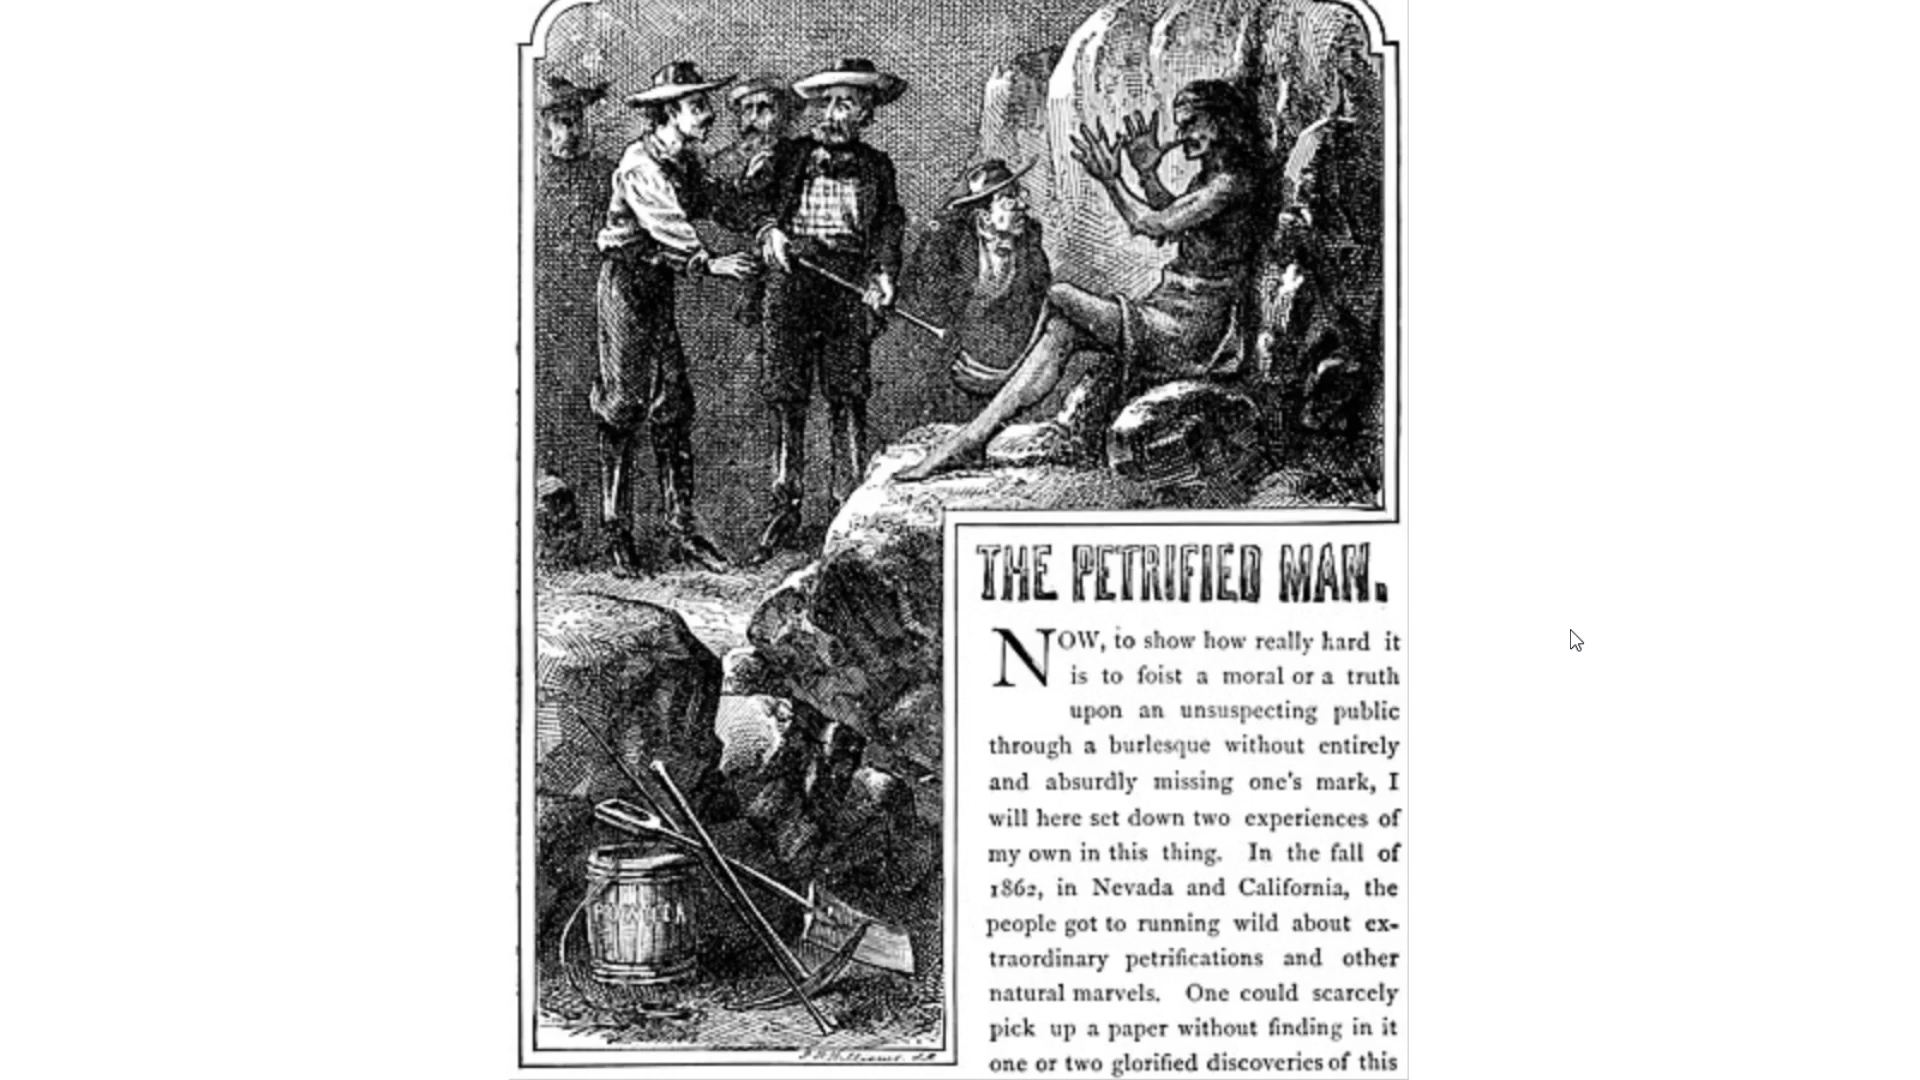 POWDER
THE PETRIFIED MAN.
NOW, to show how really hard it
is to foist a moral or a truth
upon an unsuspecting public
through a burlesque without entirely
and absurdly missing one's mark, I
will here set down two experiences of
my own in this thing. In the fall of
1862, in Nevada and California, the
people got to running wild about ex-
traordinary petrifications and other
natural marvels. One could scarcely
pick up a paper without finding in it
one or two glorified discoveries of this